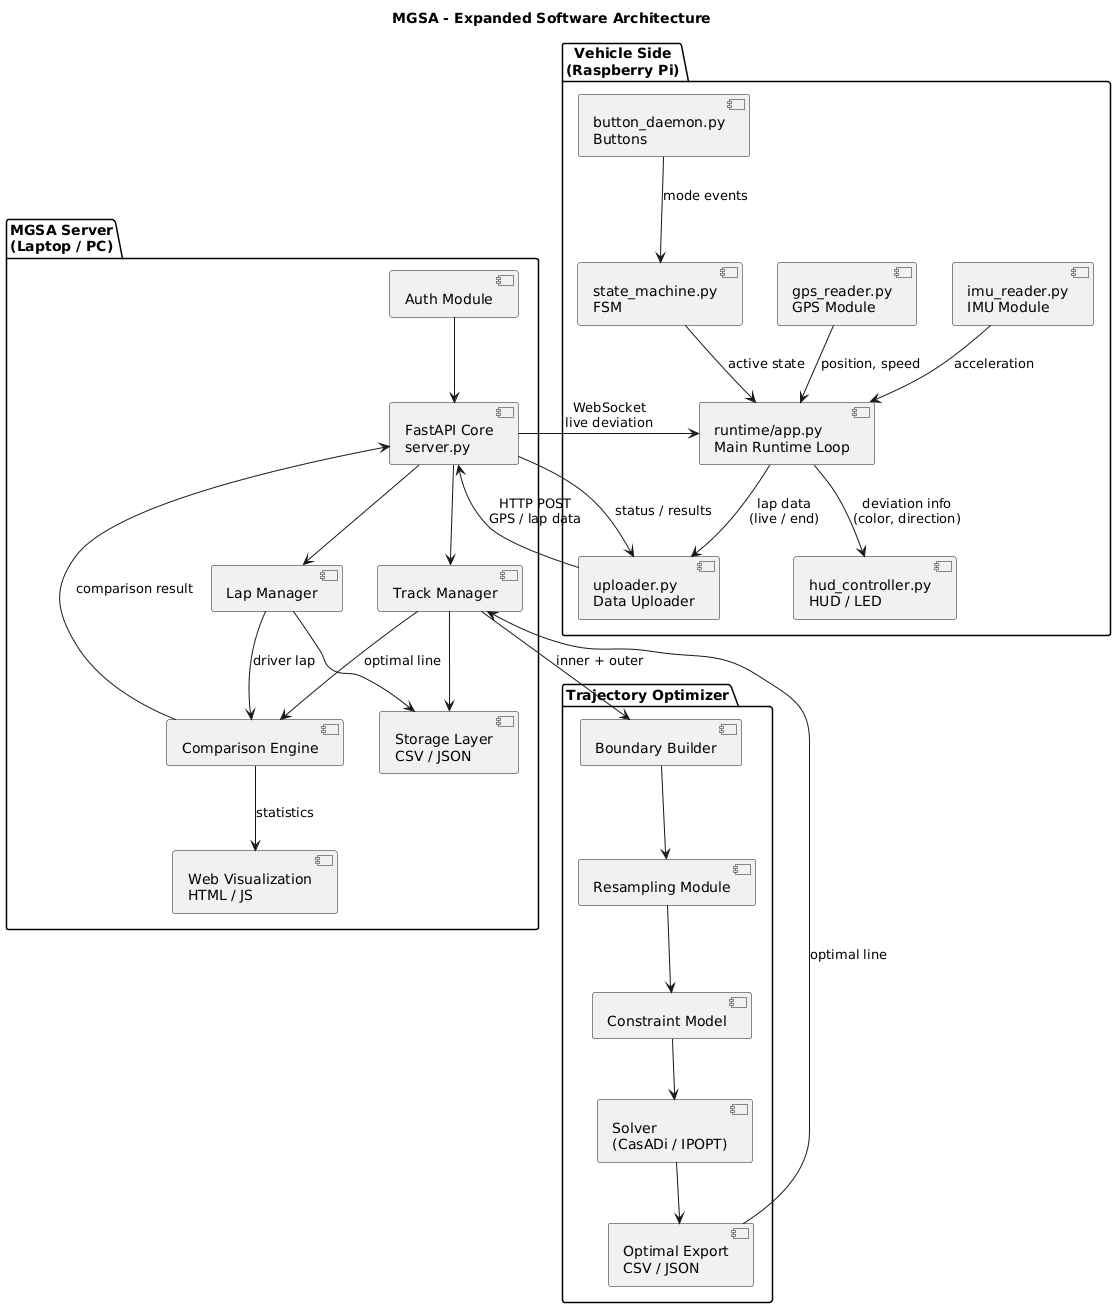 MGSA - Expanded Software Architecture
Vehicle Side
(Raspberry Pi)
button_daemon.py
Buttons
mode events
MGSA Server
(Laptop / PC)
Auth Module
state_machine.py
FSM
gps_reader.py
GPS Module
imu_reader.py
IMU Module
active state
position, speed
acceleration
FastAPI Core
server.py
WebSocket
live deviation
runtime/app.py
Main Runtime Loop
HTTP POST
GPS / lap data
status / results
lap data
(live / end)
deviation info
(color, direction)
comparison result
Lap Manager
Track Manager
uploader.py
Data Uploader
hud_controller.py
HUD / LED
driver lap
optimal line
inner + outer
Trajectory Optimizer
Comparison Engine
Storage Layer
CSV / JSON
Boundary Builder
statistics
Web Visualization
HTML / JS
Resampling Module
optimal line
Constraint Model
Solver
(CasADi / IPOPT)
Optimal Export
CSV / JSON